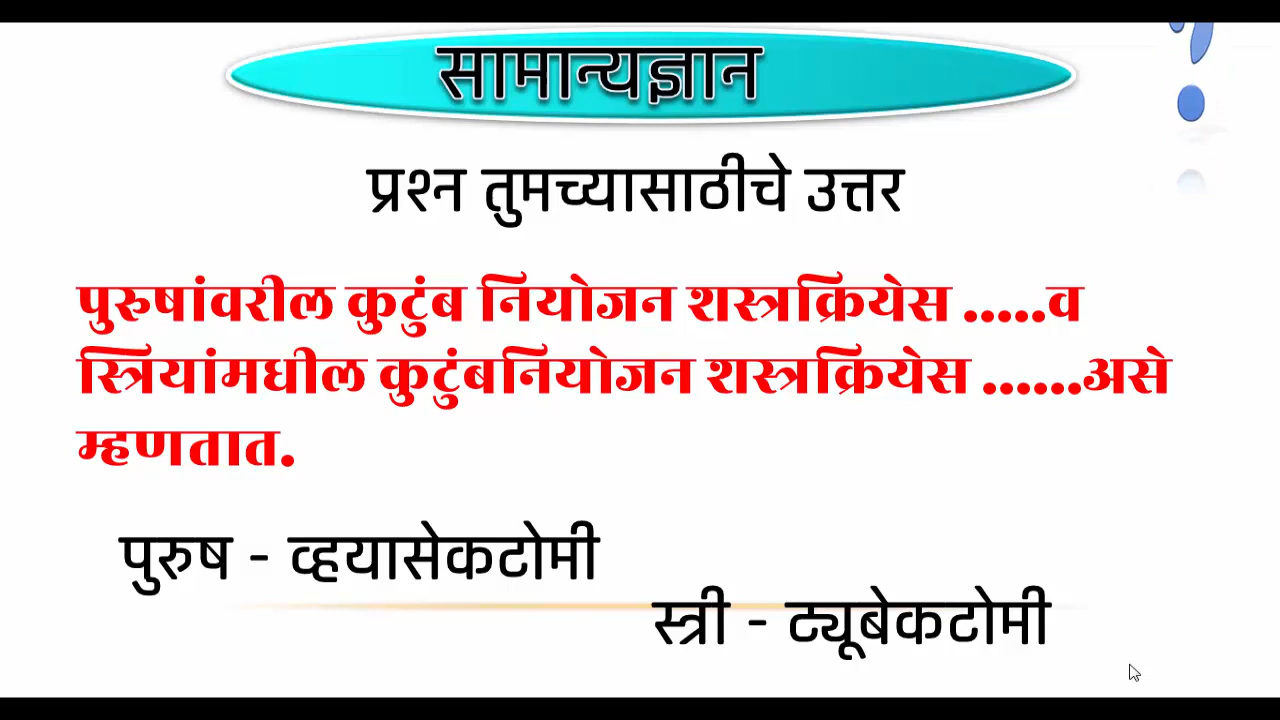 सामान्यज्ञान
प्रश्न तुमच्यासाठीचे उत्तर
पुरुषांवरील कुटुंब नियोजन शस्त्रक्रियेस .....व
स्त्रियांमधील कुटुंबनियोजन शस्त्रक्रियेस ......असे
म्हणतात.
पुरुष - व्हयासेकटोमी
स्त्री - ट्यूबेकटोमी